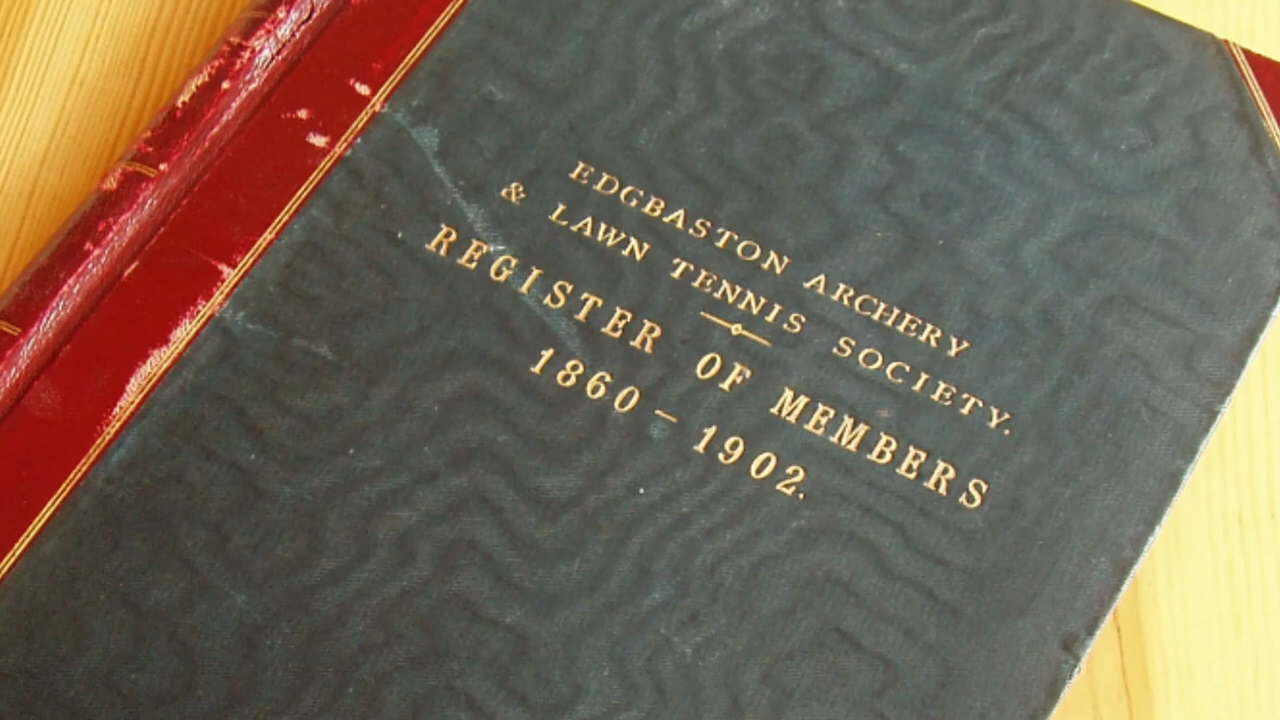 EDGBASTON ARCHERY
& LAWN TENNIS SOCIETY.
REGISTER OF MEMBERS
1860 – 1902.